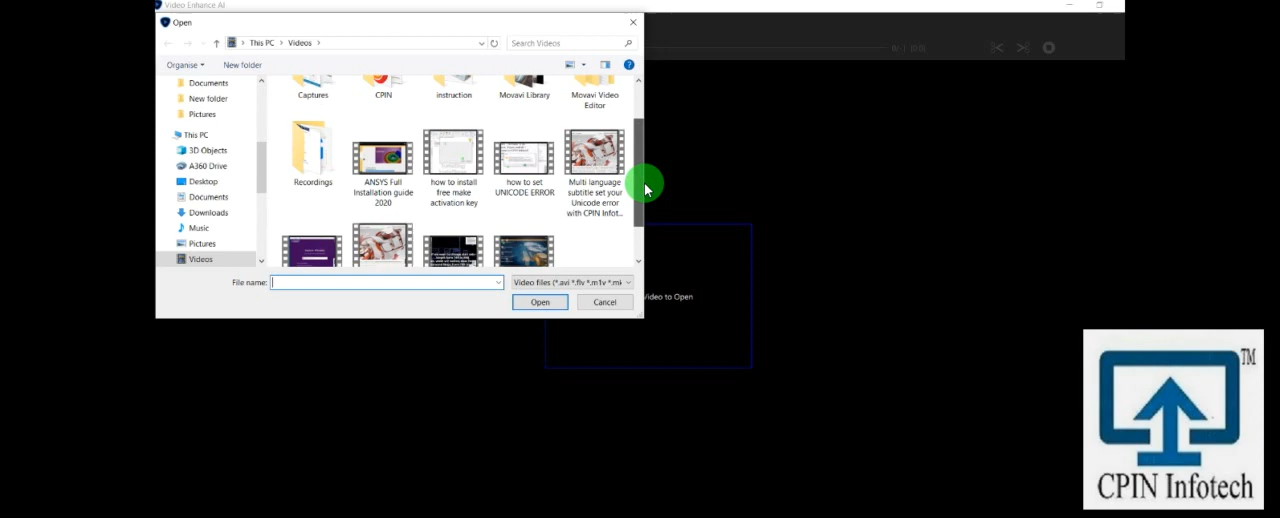 Video Enhance AI
Open
This PC > Videos >
Search Videos
Organise
New folder
Documents
New folder
Pictures
This PC
3D Objects
A360 Drive
Desktop
Documents
Downloads
Music
Pictures
Videos
Captures
CPIN
instruction
Movavi Library
Movavi Video
Editor
Recordings
ANSYS Full
Installation guide
2020
how to install
free make
activation key
how to set
UNICODE ERROR
Multi language
subtitle set your
Unicode error
with CPIN Infot...
File name:
Video files (*.avi *.flv *.m1v *.mk
Open
Cancel
Video to Open
TM
CPIN Infotech